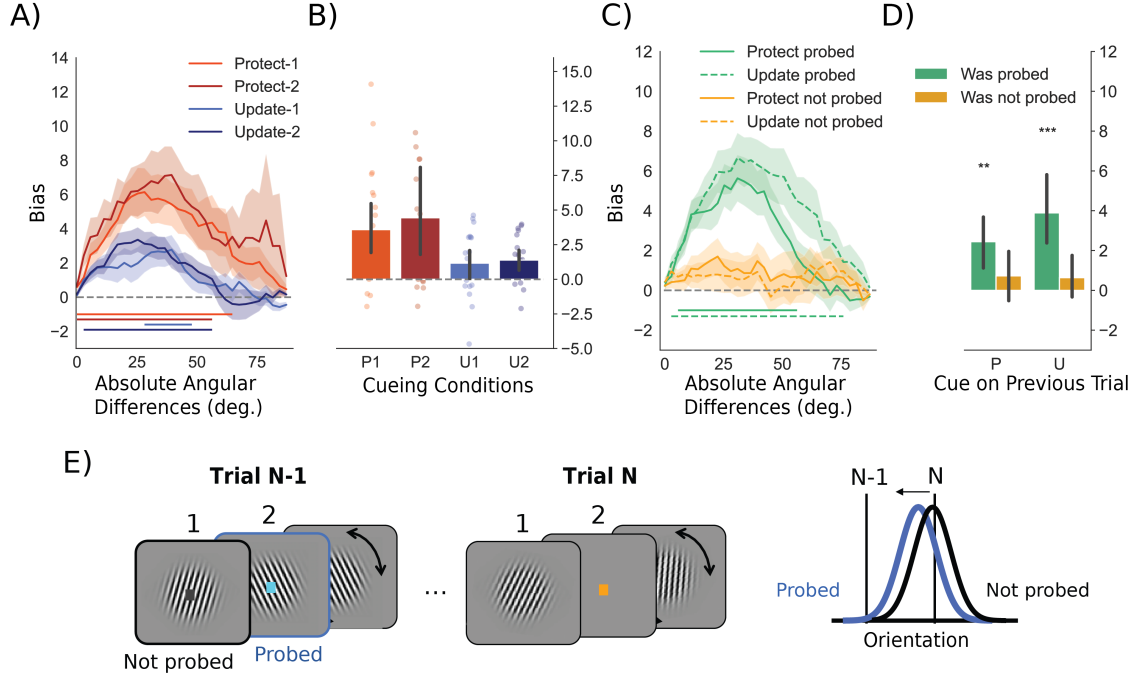 A)
14
12
10
8
6
4
2
0
−2
Bias
Protect-1
Protect-2
Update-1
Update-2
0
25
50
75
Absolute Angular
Differences (deg.)
B)
15.0
12.5
10.0
7.5
5.0
2.5
0.0
−2.5
−5.0
P1
P2
U1
U2
Cueing Conditions
C)
12
10
8
6
4
2
0
−2
Bias
Protect probed
Update probed
Protect not probed
Update not probed
0
25
50
75
Absolute Angular
Differences (deg.)
D)
Was probed
Was not probed
**
***
12
10
8
6
4
2
0
−2
P
U
Cue on Previous Trial
E)
Trial N-1
1
2
Not probed
Probed
...
Trial N
1
2
N-1
N
Probed
Not probed
Orientation